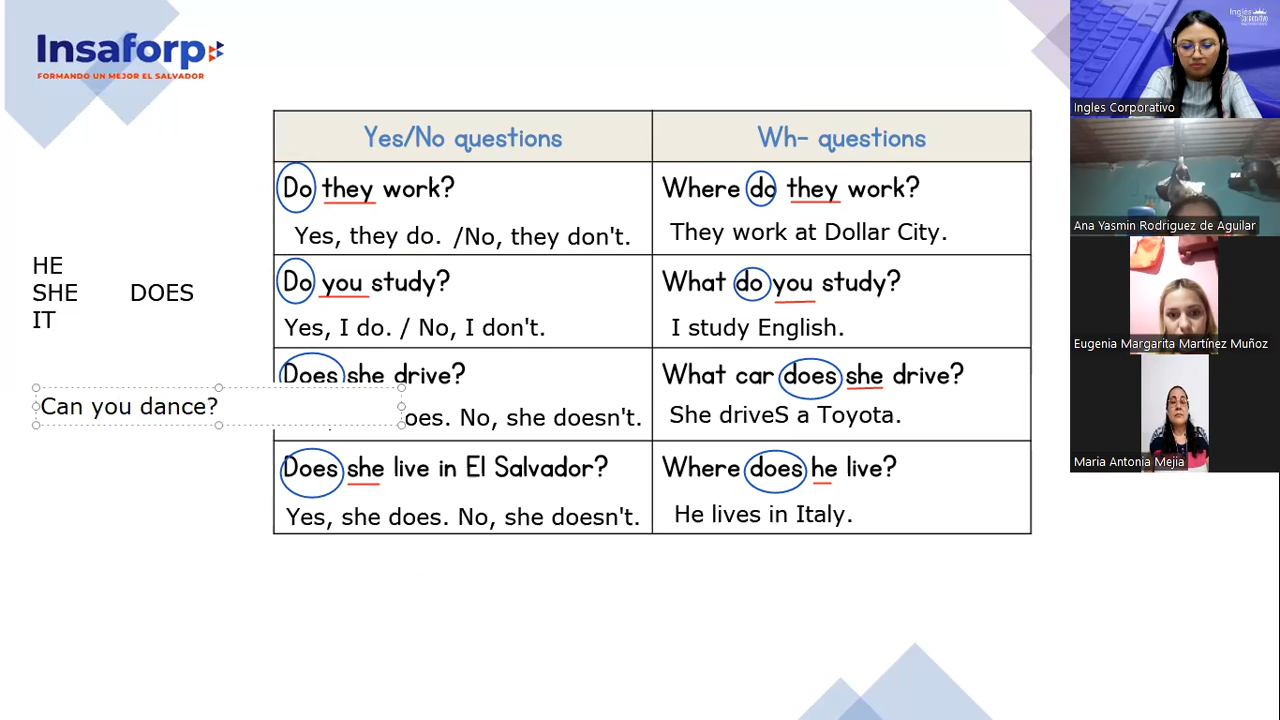 Insaforp
FORMANDO UN MEJOR EL SALVADOR
Yes/No questions
Wh- questions
Do they work?
Yes, they do. /No, they don't.
Where do they work?
They work at Dollar City.
Do you study?
Yes, I do. / No, I don't.
What do you study?
I study English.
Does she drive?
oes. No, she doesn't.
What car does she drive?
She driveS a Toyota.
Does she live in El Salvador?
Yes, she does. No, she doesn't.
Where does he live?
He lives in Italy.
HE
SHE DOES
IT
Can you dance?
Ingles Corporativo
Ana Yasmin Rodriguez de Aguilar
Eugenia Margarita Martínez Muñoz
Maria Antonia Mejia